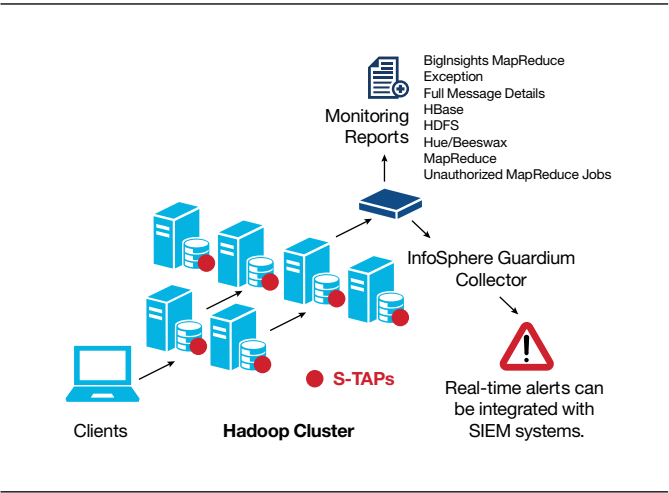 BigInsights MapReduce
Exception
Full Message Details
HBase
HDFS
Hue/Beeswax
MapReduce
Unauthorized MapReduce Jobs
Monitoring
Reports
InfoSphere Guardium
Collector
S-TAPs
Real-time alerts can
be integrated with
SIEM systems.
Clients
Hadoop Cluster